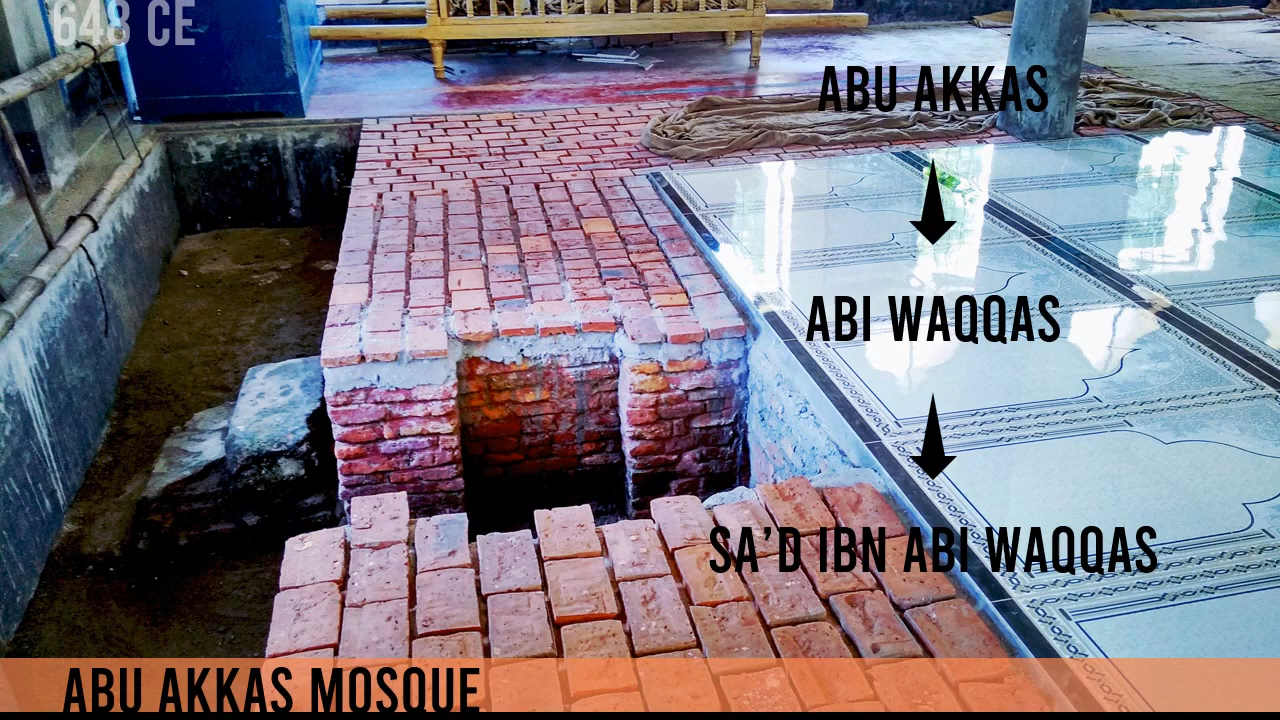 648 CE
ABU AKKAS
ABI WAQQAS
SA'D IBN ABI WAQQAS
ABU AKKAS MOSQUE